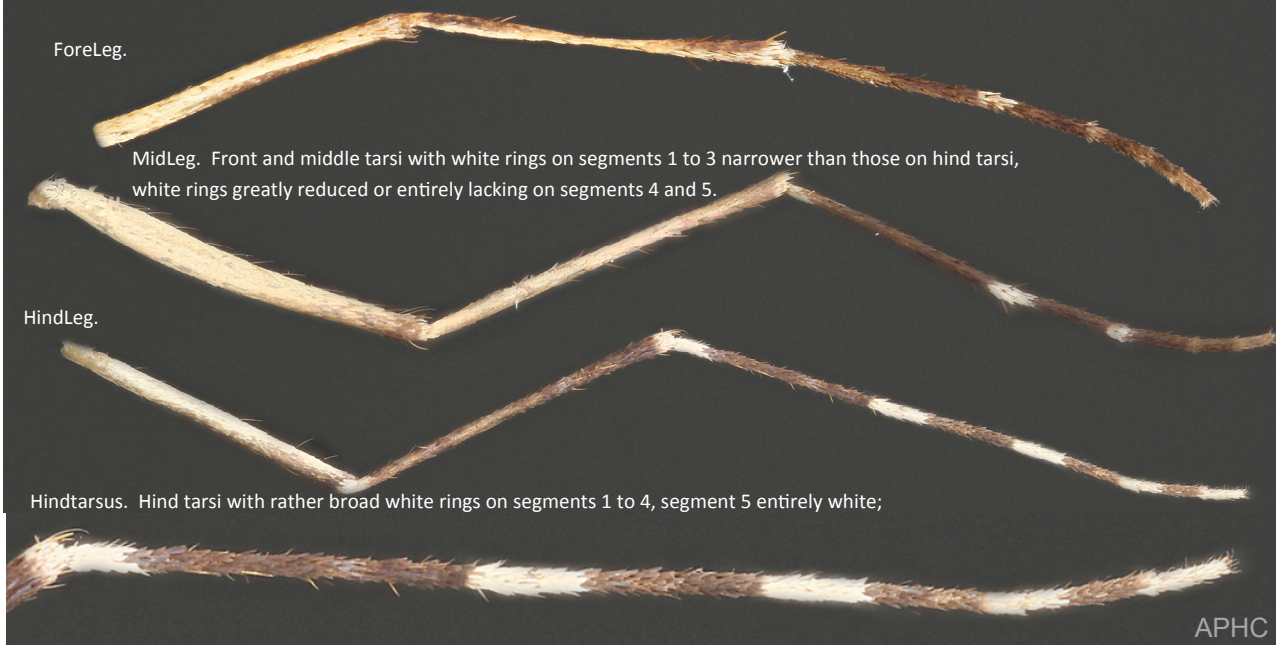 ForeLeg.
MidLeg.  Front and middle tarsi with white rings on segments 1 to 3 narrower than those on hind tarsi,
white rings greatly reduced or entirely lacking on segments 4 and 5.
HindLeg.
Hindtarsus.  Hind tarsi with rather broad white rings on segments 1 to 4, segment 5 entirely white;
APHC